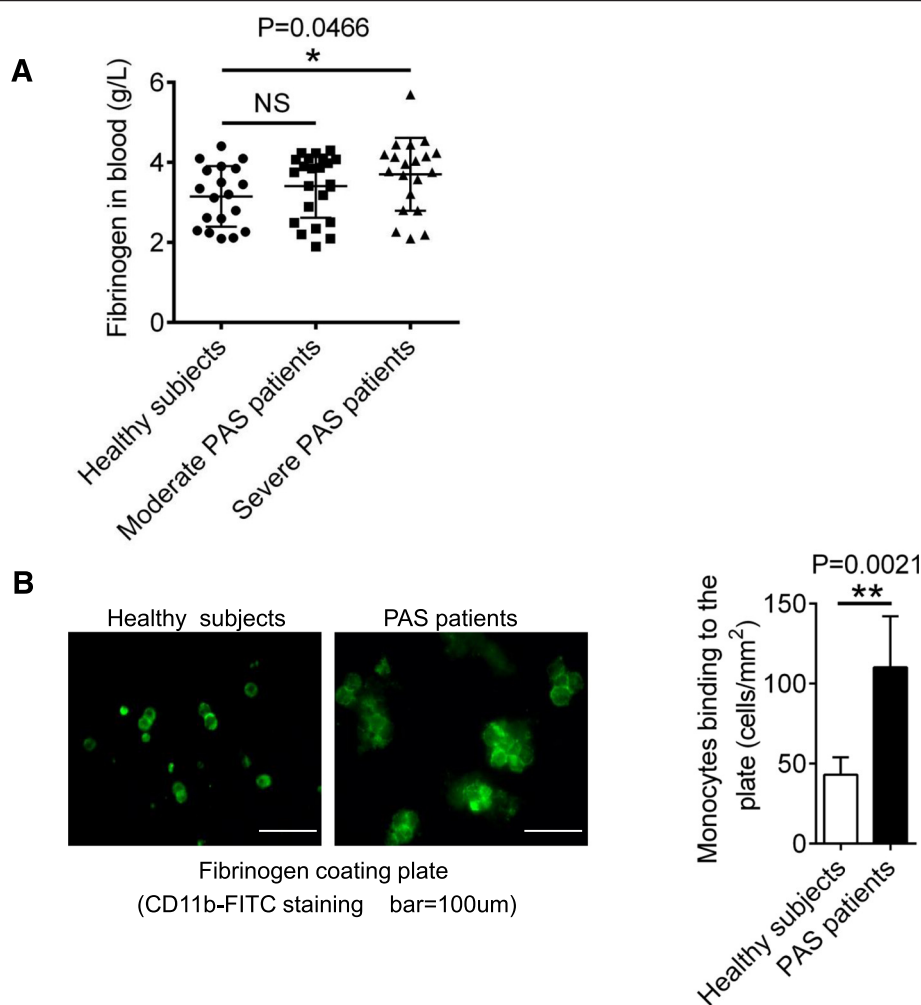 A
P=0.0466
*
NS
Fibrinogen in blood (g/L)
6
4
2
0
Healthy subjects
Moderate PAS patients
Severe PAS patients
B
Healthy subjects
PAS patients
Fibrinogen coating plate
(CD11b-FITC staining bar=100um)
P=0.0021
**
Monocytes binding to the
plate (cells/mm²)
150
100
50
0
Healthy subjects
PAS patients